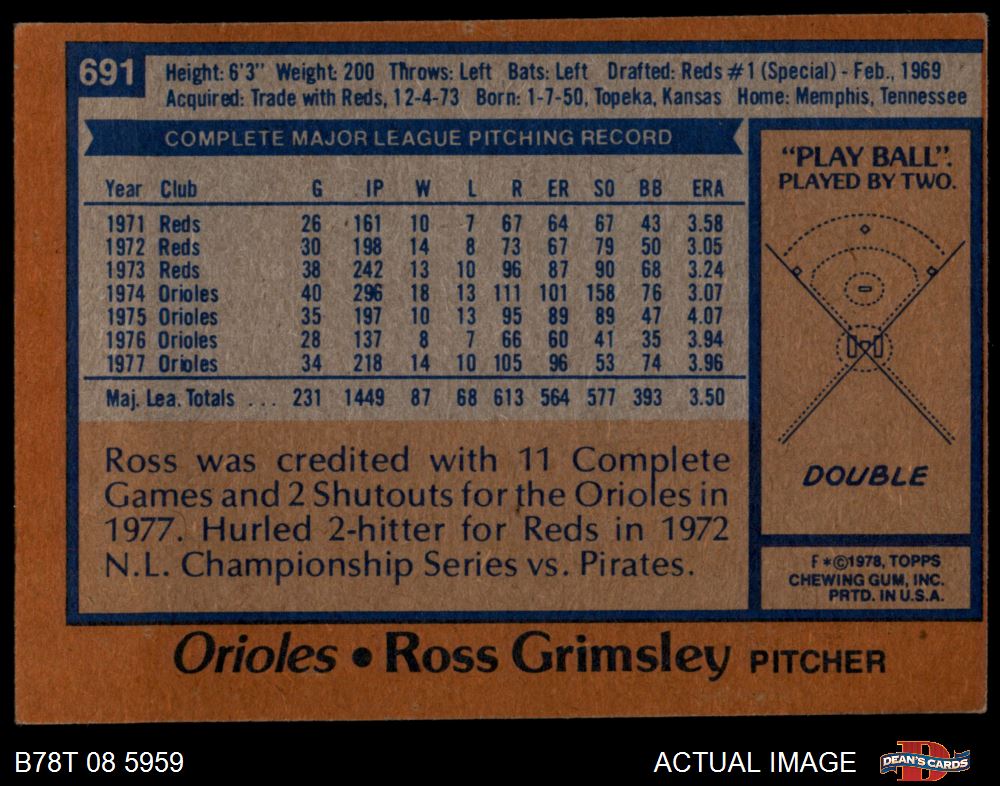 691
Height: 6'3" Weight: 200 Throws: Left Bats: Left Drafted: Reds #1 (Special) - Feb., 1969
Acquired: Trade with Reds, 12-4-73 Born: 1-7-50, Topeka, Kansas Home: Memphis, Tennessee
COMPLETE MAJOR LEAGUE PITCHING RECORD
Year Club G IP W L R ER SO BB ERA
1971 Reds 26 161 10 7 67 64 67 43 3.58
1972 Reds 30 198 14 8 73 67 79 50 3.05
1973 Reds 38 242 13 10 96 87 90 68 3.24
1974 Orioles 40 296 18 13 111 101 158 76 3.07
1975 Orioles 35 197 10 13 95 89 89 47 4.07
1976 Orioles 28 137 8 7 66 60 41 35 3.94
1977 Orioles 34 218 14 10 105 96 53 74 3.96
Maj. Lea. Totals ... 231 1449 87 68 613 564 577 393 3.50
Ross was credited with 11 Complete
Games and 2 Shutouts for the Orioles in
1977. Hurled 2-hitter for Reds in 1972
N.L. Championship Series vs. Pirates.
"PLAY BALL".
PLAYED BY TWO.
DOUBLE
F*©1978, TOPPS
CHEWING GUM, INC.
PRTD. IN U.S.A.
Orioles • Ross Grimsley PITCHER
B78T 08 5959
ACTUAL IMAGE
D
DEAN'S CARDS